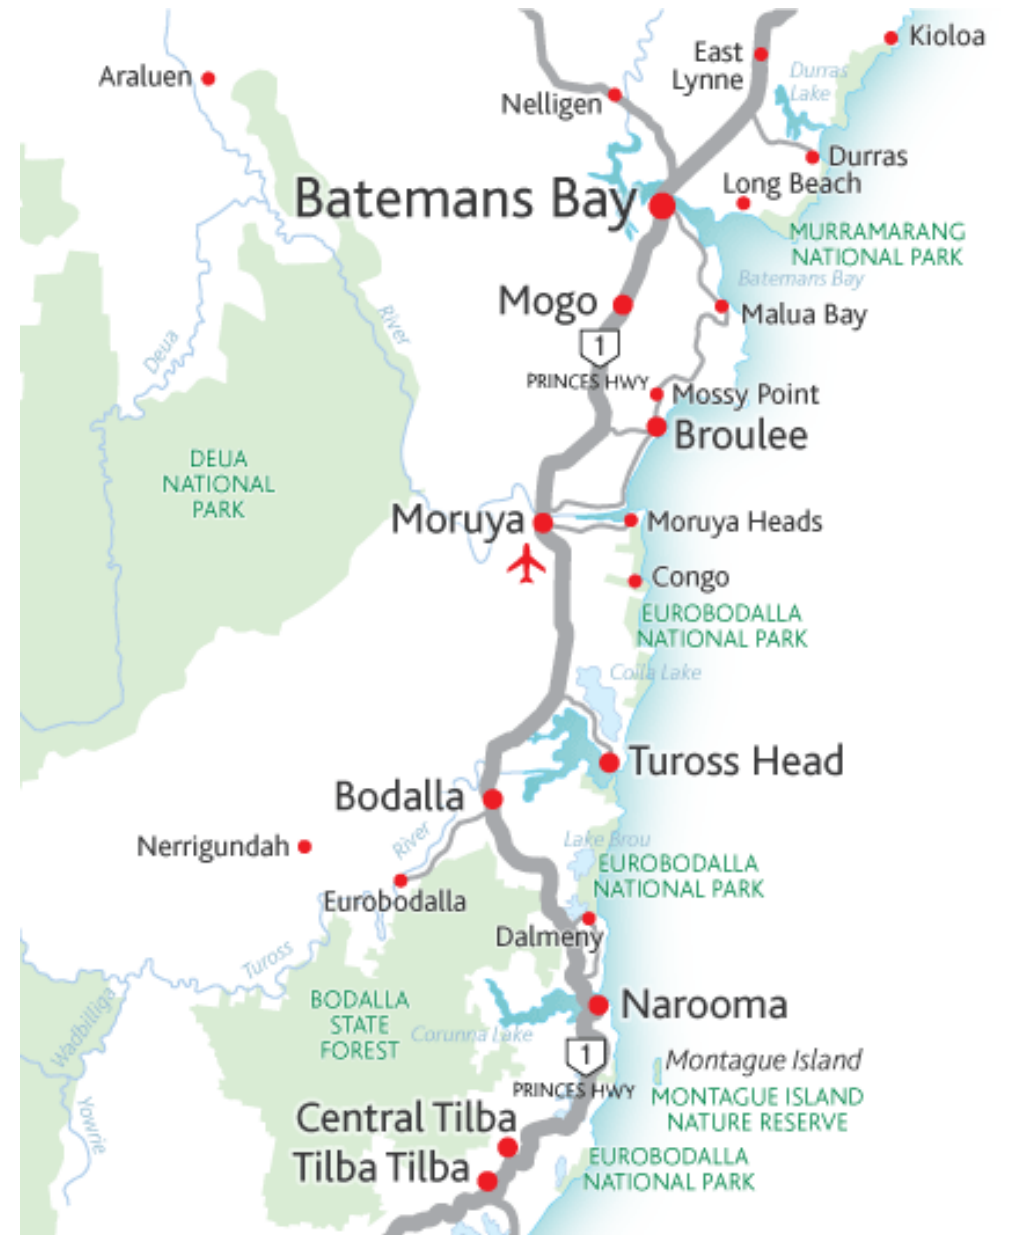 Kioloa
East
Lynne
Durras
Lake
Araluen
Nelligen
Durras
Long Beach
Batemans Bay
MURRAMARANG
NATIONAL PARK
Batemans Bay
Mogo
Malua Bay
River
Deua
1
PRINCES HWY
Mossy Point
Broulee
DEUA
NATIONAL
PARK
Moruya
Moruya Heads
Congo
EUROBODALLA
NATIONAL PARK
Coila Lake
Tuross Head
Bodalla
River
Nerrigundah
Lake Brou
EUROBODALLA
NATIONAL PARK
Eurobodalla
Dalmeny
Tuross
BODALLA
STATE
FOREST
Narooma
Wadbilliga
Corunna Lake
1
Montague Island
PRINCES HWY
MONTAGUE ISLAND
NATURE RESERVE
Yowrie
Central Tilba
Tilba Tilba
EUROBODALLA
NATIONAL PARK